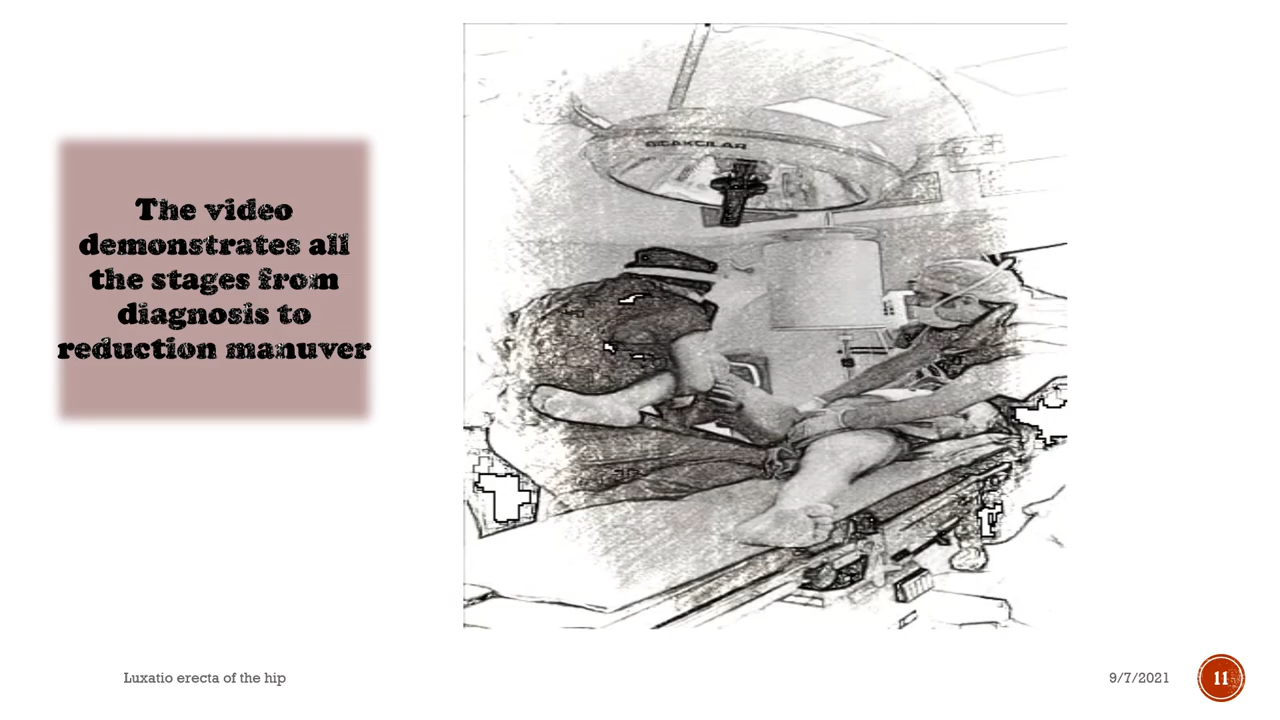 The video
demonstrates all
the stages from
diagnosis to
reduction manuver
Luxatio erecta of the hip
9/7/2021
11